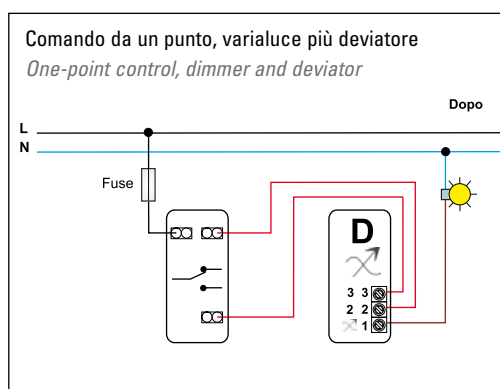 Comando da un punto, varialuce più deviatore
One-point control, dimmer and deviator
Dopo
L
N
Fuse
D
3 3
2 2
1